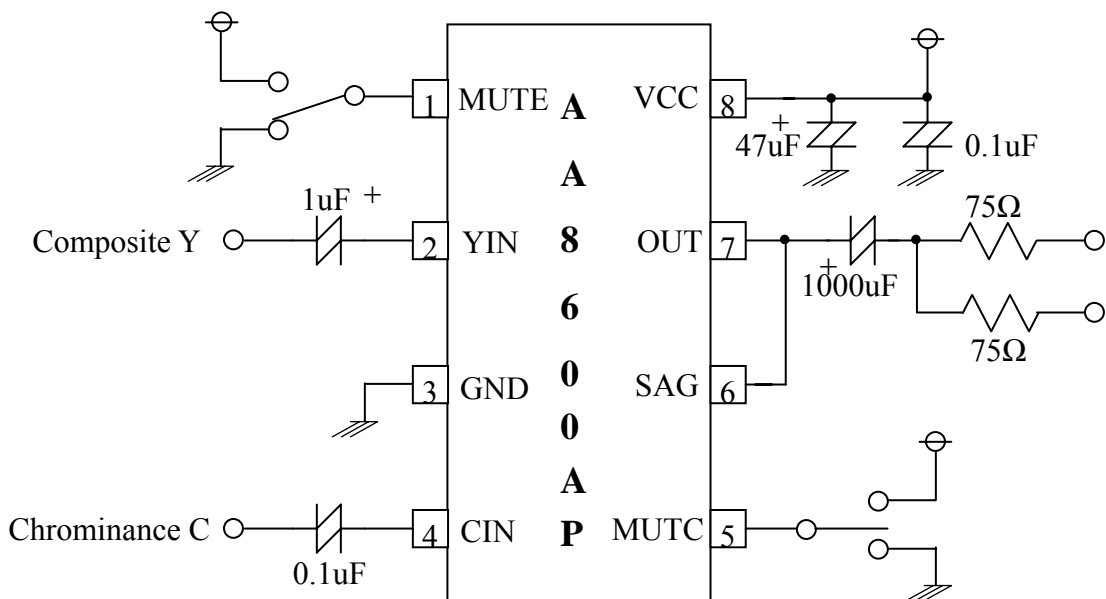 1 MUTE
VCC 8
47uF
+
0.1uF
1uF +
Composite Y
2 YIN
OUT 7
+
1000uF
75Ω
75Ω
3 GND
SAG 6
Chrominance C
0.1uF
4 CIN
MUTC 5
A
A
8
6
0
0
A
P